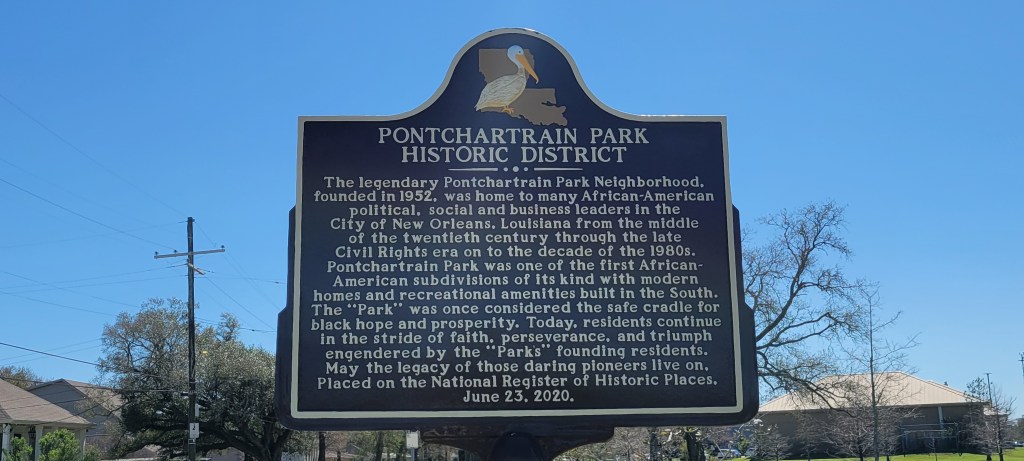 PONTCHARTRAIN PARK
HISTORIC DISTRICT
The legendary Pontchartrain Park Neighborhood,
founded in 1952, was home to many African-American
political, social and business leaders in the
City of New Orleans, Louisiana from the middle
of the twentieth century through the late
Civil Rights era on to the decade of the 1980s.
Pontchartrain Park was one of the first African-
American subdivisions of its kind with modern
homes and recreational amenities built in the South.
The "Park" was once considered the safe cradle for
black hope and prosperity. Today, residents continue
in the stride of faith, perseverance, and triumph
engendered by the "Park's" founding residents.
May the legacy of those daring pioneers live on.
Placed on the National Register of Historic Places,
June 23, 2020.